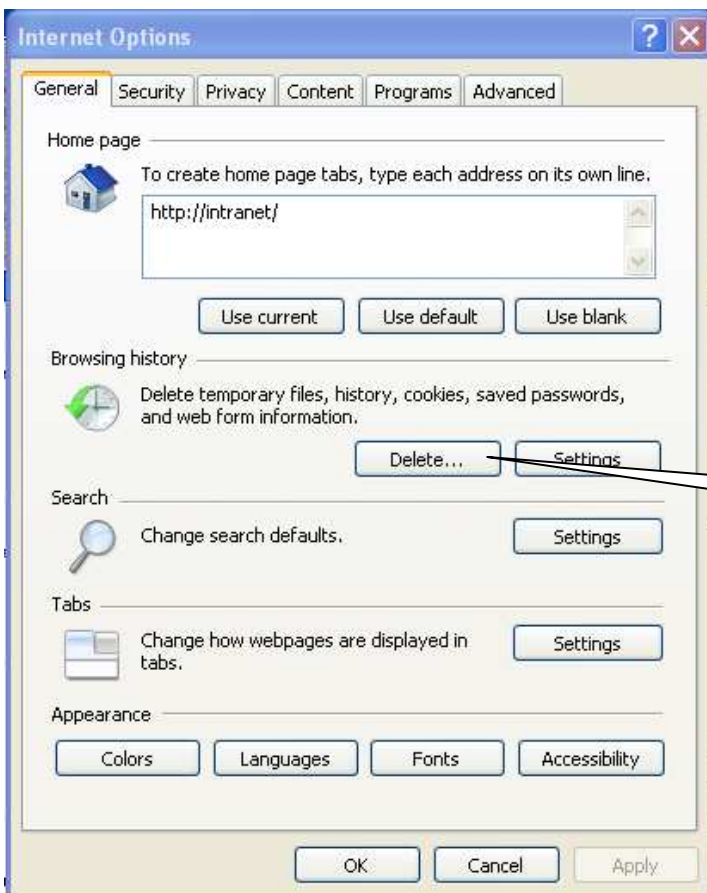 Internet Options
General Security Privacy Content Programs Advanced
Home page
To create home page tabs, type each address on its own line.
http://intranet/
Use current Use default Use blank
Browsing history
Delete temporary files, history, cookies, saved passwords,
and web form information.
Delete... Settings
Search
Change search defaults. Settings
Tabs
Change how webpages are displayed in
tabs.
Settings
Appearance
Colors Languages Fonts Accessibility
OK Cancel Apply